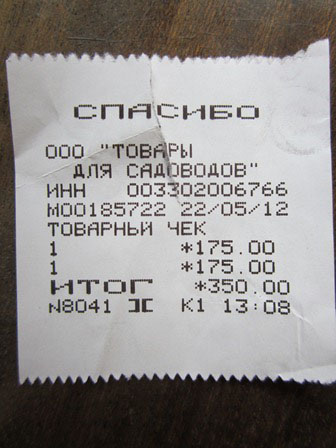 СПАСИБО
ООО "ТОВАРЫ
ДЛЯ САДОВОДОВ"
ИНН 003302006766
М00185722 22/05/12
ТОВАРНЫЙ ЧЕК
1 *175.00
1 *175.00
ИТОГ *350.00
N8041 К1 13:08